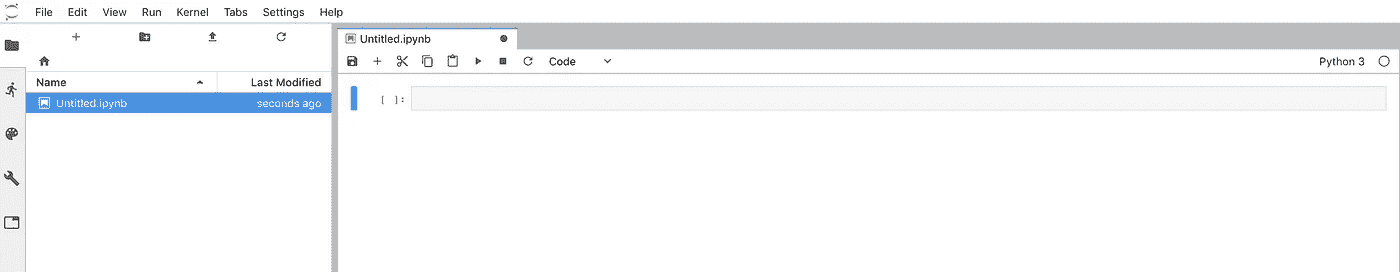 File Edit View Run Kernel Tabs Settings Help
Untitled.ipynb
Code Python 3
Name Last Modified
Untitled.ipynb seconds ago
[ ]: